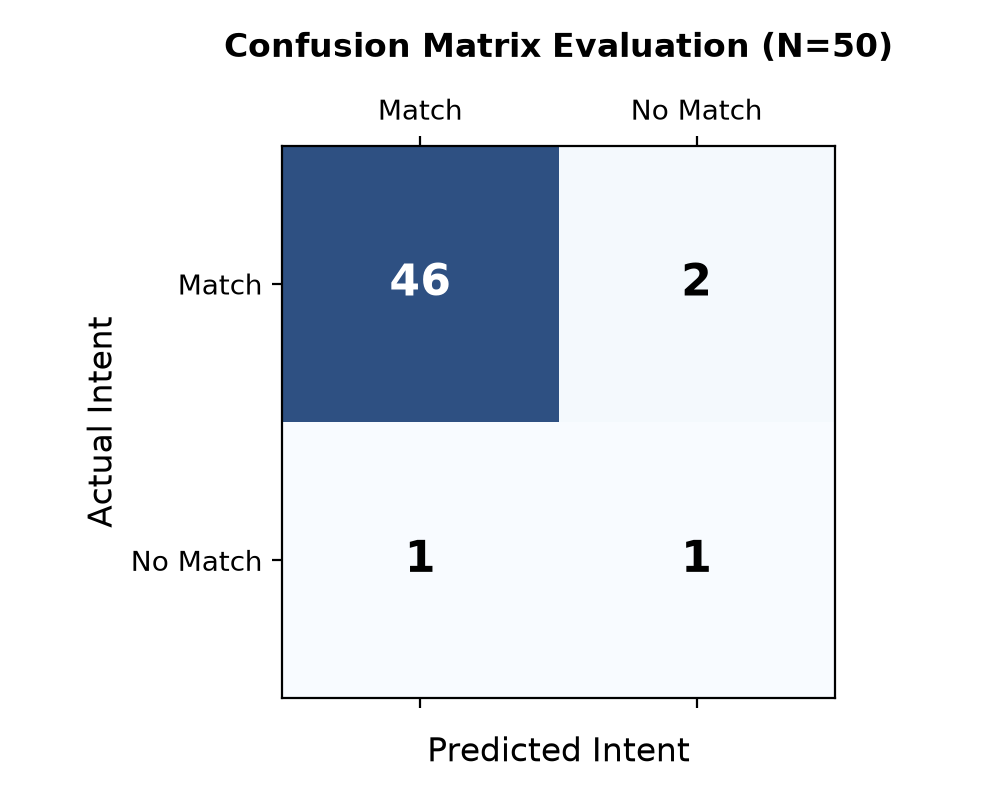 Confusion Matrix Evaluation (N=50)
Match No Match
Match 46 2
No Match 1 1
Actual Intent
Predicted Intent